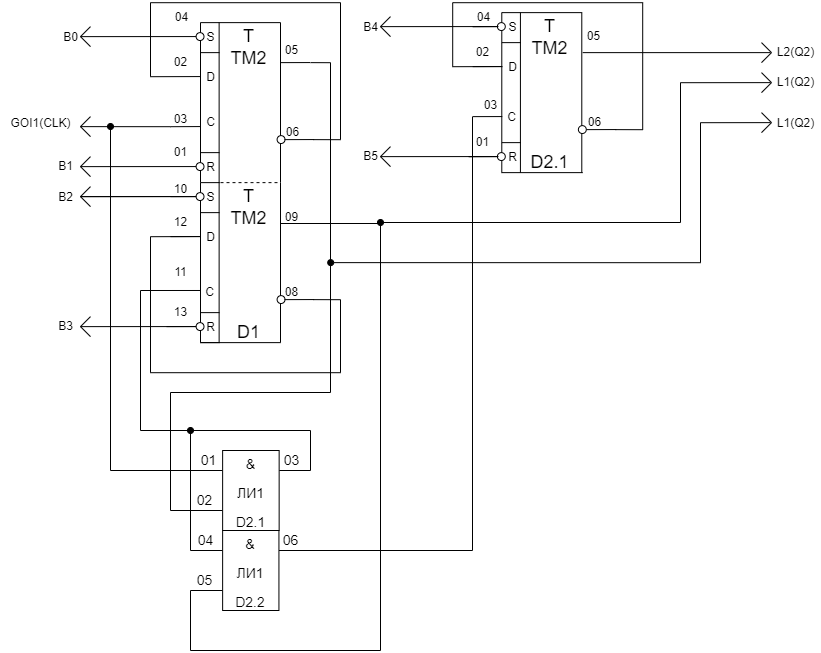 B0
04
S
T
TM2
05
02
D
GOI1(CLK)
03
C
06
B1
01
R
B2
10
S
T
TM2
09
12
D
11
C
08
B3
13
R
D1
B4
04
S
T
TM2
05
L2(Q2)
02
D
L1(Q2)
03
C
06
L1(Q2)
B5
01
R
D2.1
01
&
03
ЛИ1
02
D2.1
04
&
06
ЛИ1
05
D2.2